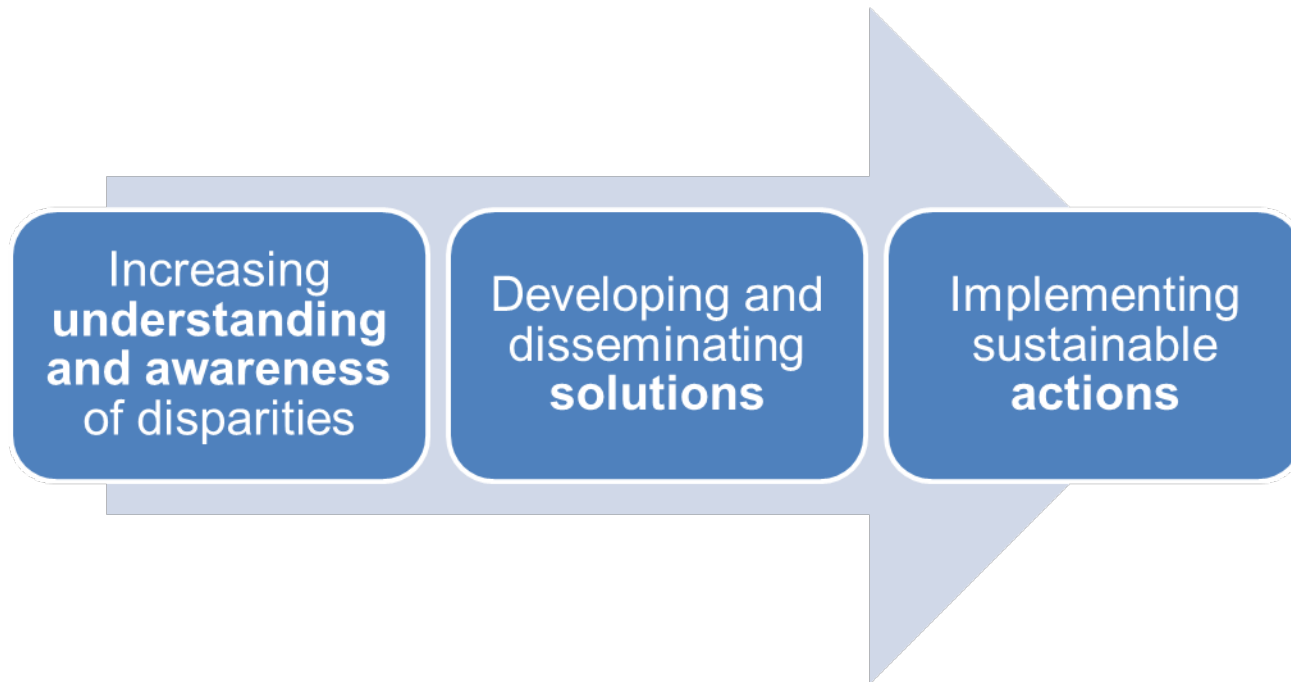 Increasing
understanding
and awareness
of disparities
Developing and
disseminating
solutions
Implementing
sustainable
actions